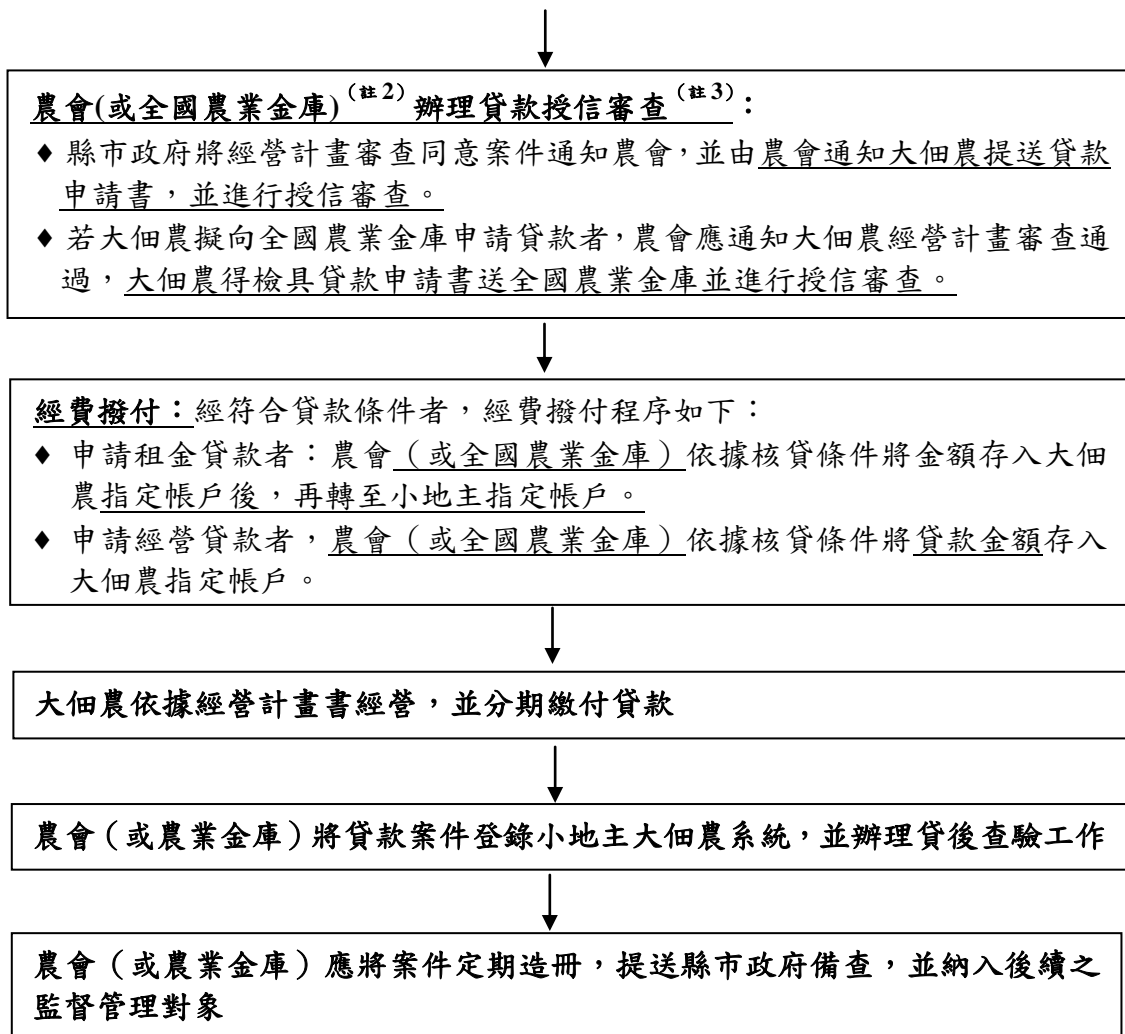 農會(或全國農業金庫)(註2)辦理貸款授信審查(註3)：
♦ 縣市政府將經營計畫審查同意案件通知農會，並由農會通知大佃農提送貸款
申請書，並進行授信審查。
♦ 若大佃農擬向全國農業金庫申請貸款者，農會應通知大佃農經營計畫審查通
過，大佃農得檢具貸款申請書送全國農業金庫並進行授信審查。
經費撥付：經符合貸款條件者，經費撥付程序如下：
♦ 申請租金貸款者：農會（或全國農業金庫）依據核貸條件將金額存入大佃
農指定帳戶後，再轉至小地主指定帳戶。
♦ 申請經營貸款者，農會（或全國農業金庫）依據核貸條件將貸款金額存入
大佃農指定帳戶。
大佃農依據經營計畫書經營，並分期繳付貸款
農會（或農業金庫）將貸款案件登錄小地主大佃農系統，並辦理貸後查驗工作
農會（或農業金庫）應將案件定期造冊，提送縣市政府備查，並納入後續之
監督管理對象